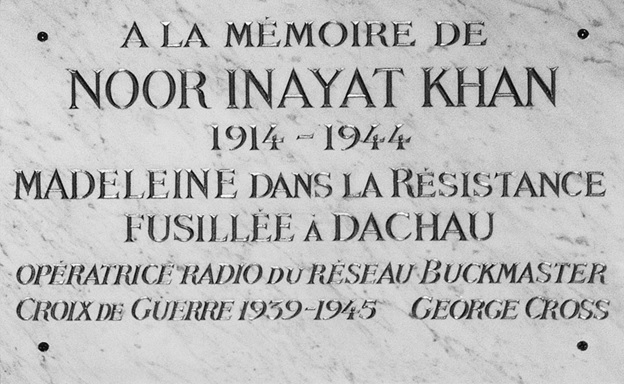 A LA MÉMOIRE DE
NOOR INAYAT KHAN
1914 - 1944
MADELEINE DANS LA RÉSISTANCE
FUSILLÉE À DACHAU
OPÉRATRICE RADIO DU RÉSEAU BUCKMASTER
CROIX DE GUERRE 1939-1945 GEORGE CROSS